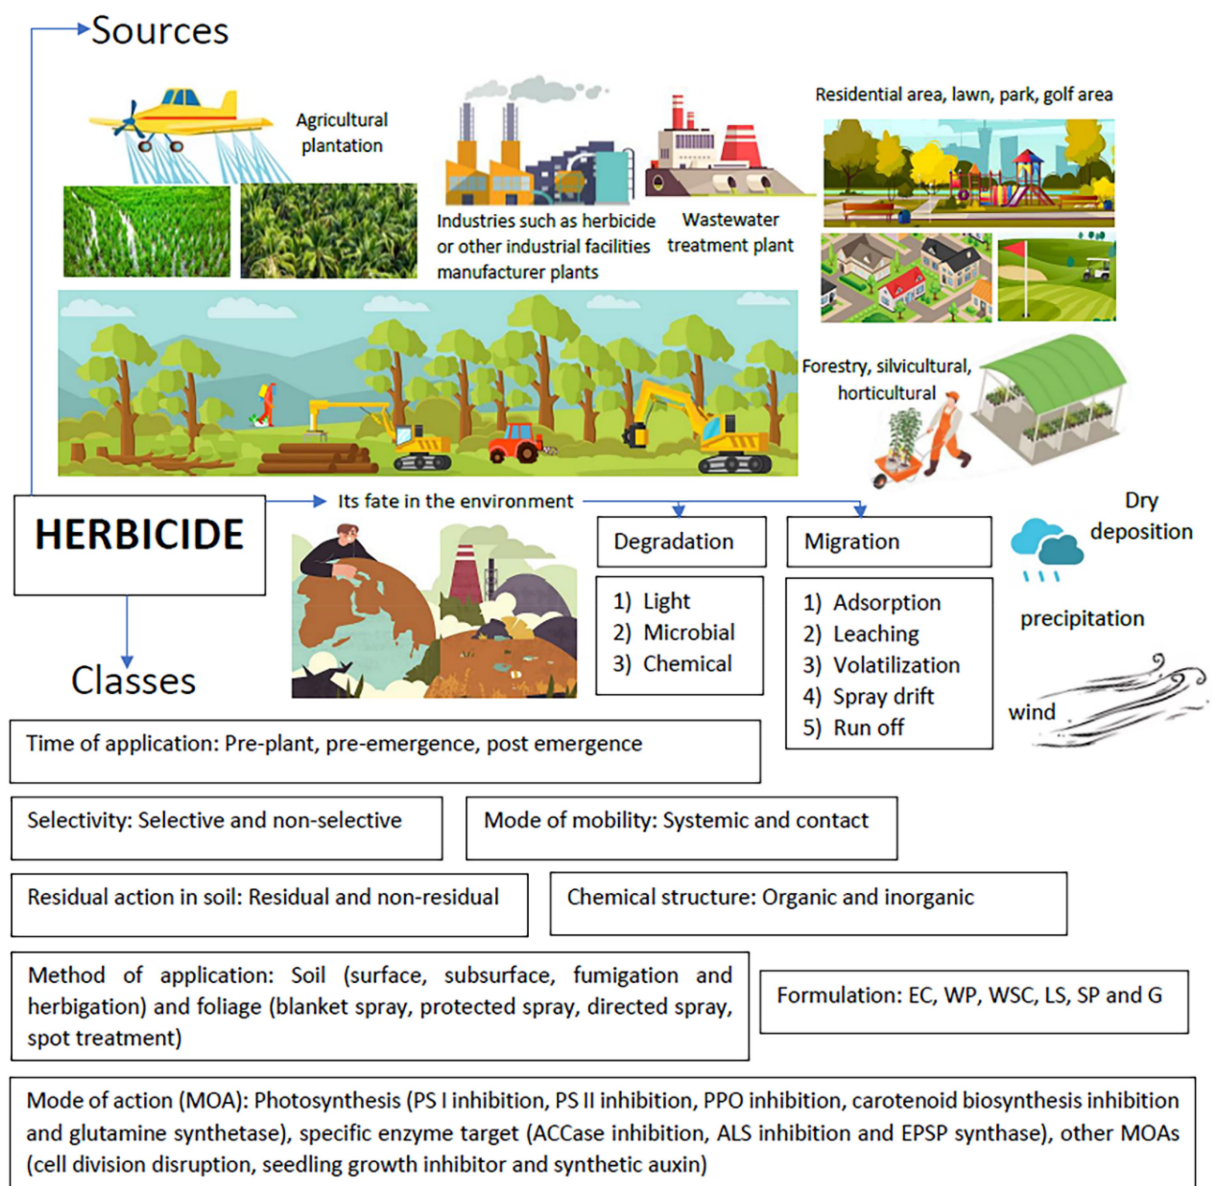 Sources
Agricultural
plantation
Industries such as herbicide
or other industrial facilities
manufacturer plants
Wastewater
treatment plant
Residential area, lawn, park, golf area
Forestry, silvicultural,
horticultural
HERBICIDE
Its fate in the environment
Degradation
1) Light
2) Microbial
3) Chemical
Migration
1) Adsorption
2) Leaching
3) Volatilization
4) Spray drift
5) Run off
Dry
deposition
precipitation
wind
Classes
Time of application: Pre-plant, pre-emergence, post emergence
Selectivity: Selective and non-selective
Mode of mobility: Systemic and contact
Residual action in soil: Residual and non-residual
Chemical structure: Organic and inorganic
Method of application: Soil (surface, subsurface, fumigation and
herbigation) and foliage (blanket spray, protected spray, directed spray,
spot treatment)
Formulation: EC, WP, WSC, LS, SP and G
Mode of action (MOA): Photosynthesis (PS I inhibition, PS II inhibition, PPO inhibition, carotenoid biosynthesis inhibition
and glutamine synthetase), specific enzyme target (ACCase inhibition, ALS inhibition and EPSP synthase), other MOAs
(cell division disruption, seedling growth inhibitor and synthetic auxin)